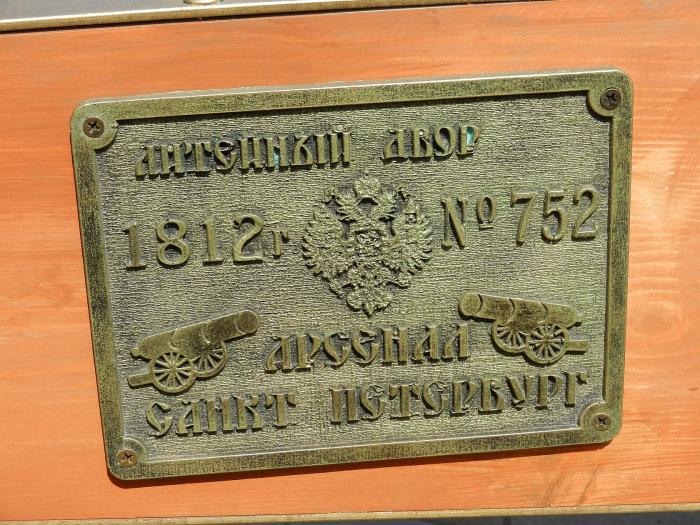 ЛИТЕЙНЫЙ ДВОР
1812г № 752
АРСЕНАЛ
САНКТ ПЕТЕРБУРГ